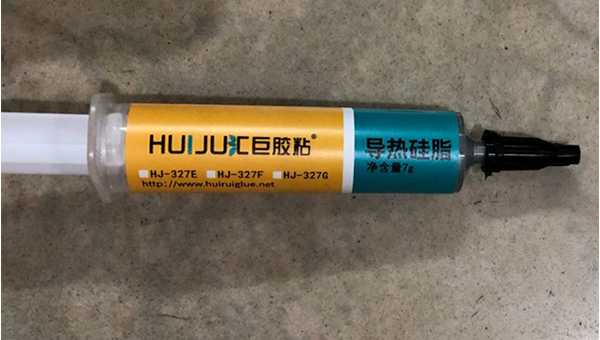 HUIJU汇巨胶粘®
□HJ-327E □HJ-327F □HJ-327G
http://www.huiruiglue.net
导热硅脂
净含量7g